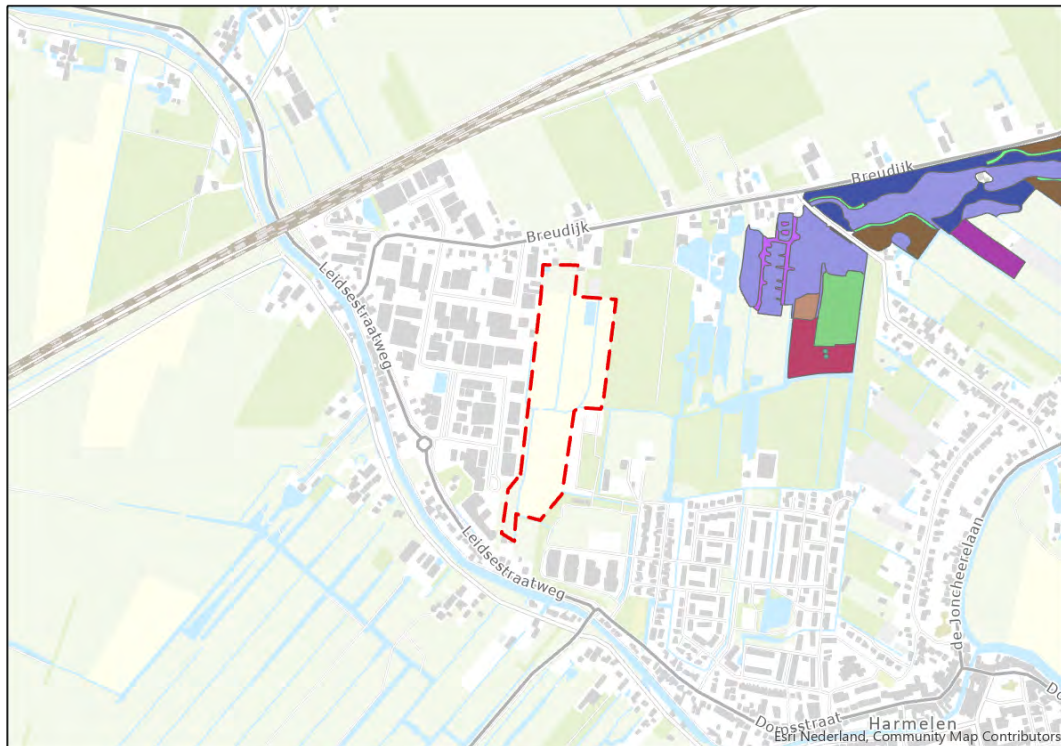 Breudijk
Breudijk
Leidsestraatweg
Leidsestraatweg
de Joncheerelaan
Dorpsstraat
Harmelen
Esri Nederland, Community Map Contributors